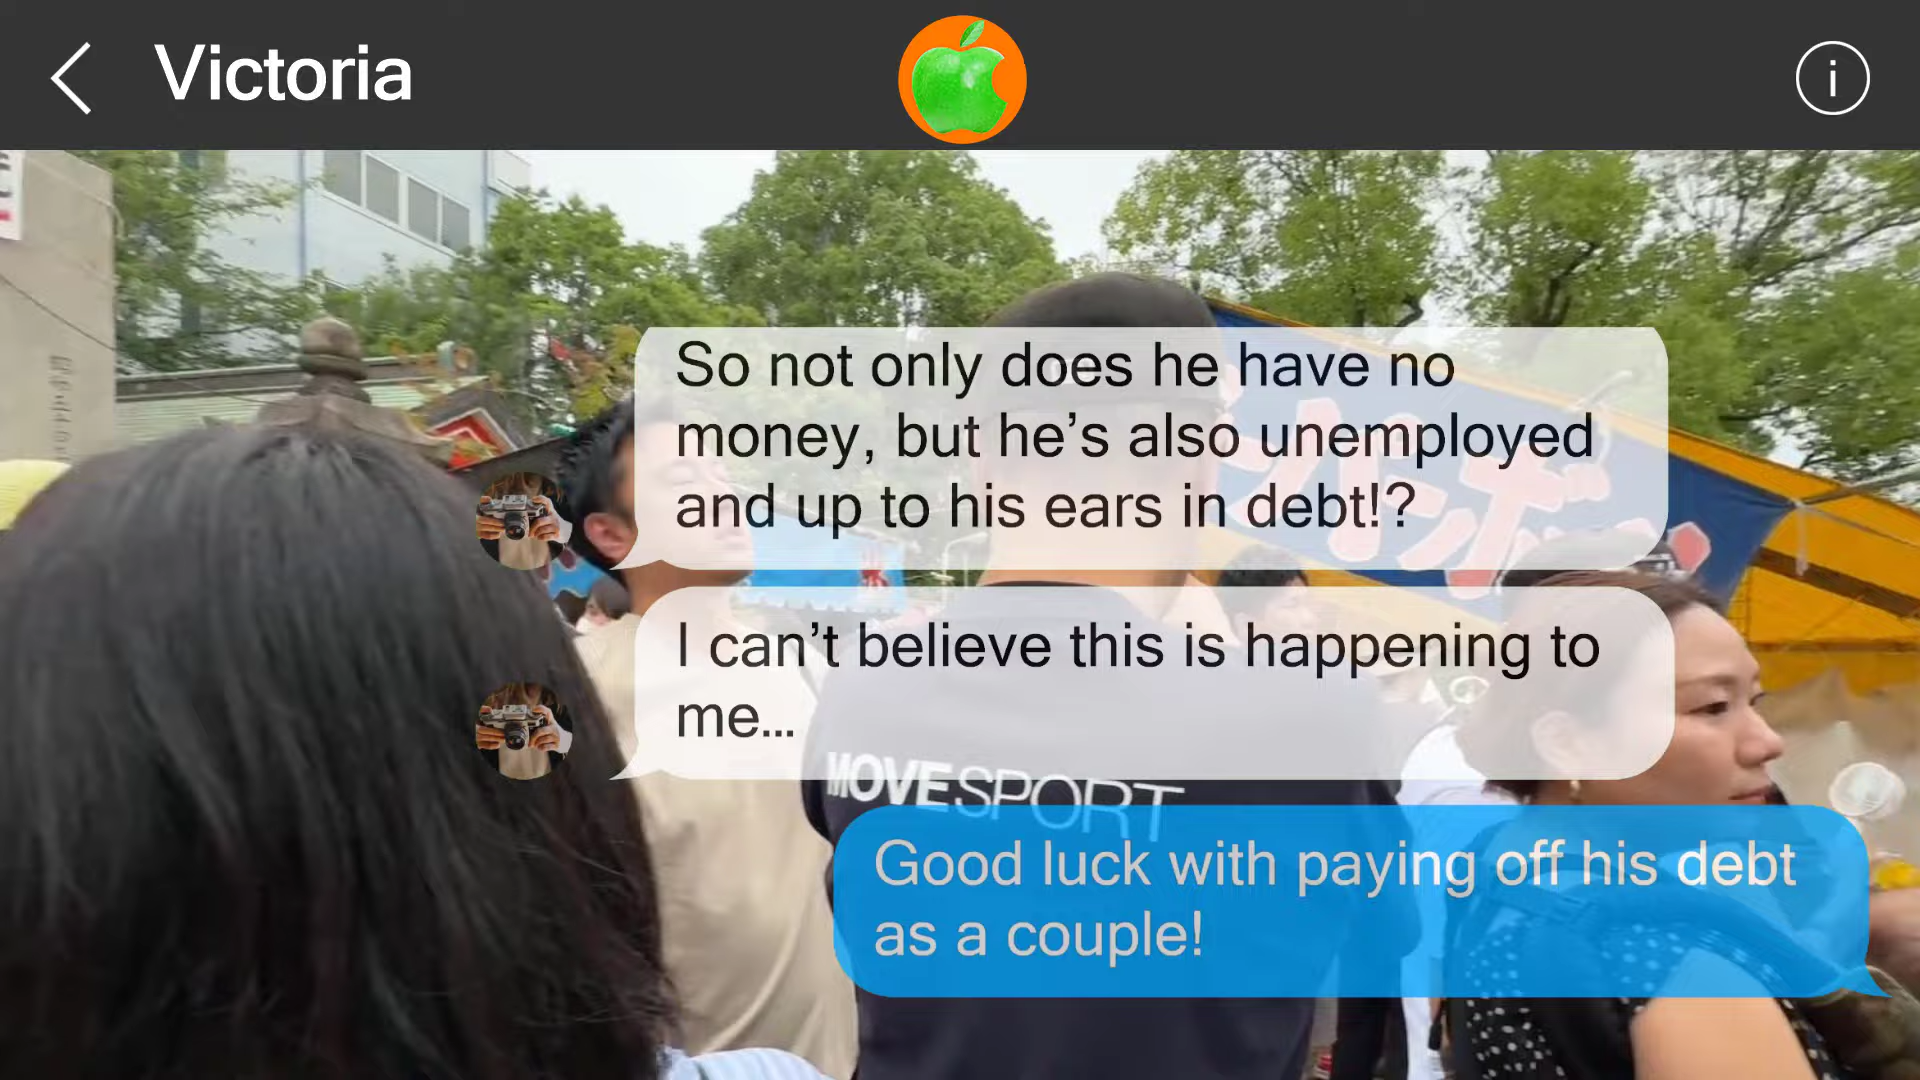 Victoria
i
So not only does he have no
money, but he’s also unemployed
and up to his ears in debt!?
I can’t believe this is happening to
me...
MOVESPORT
Good luck with paying off his debt
as a couple!